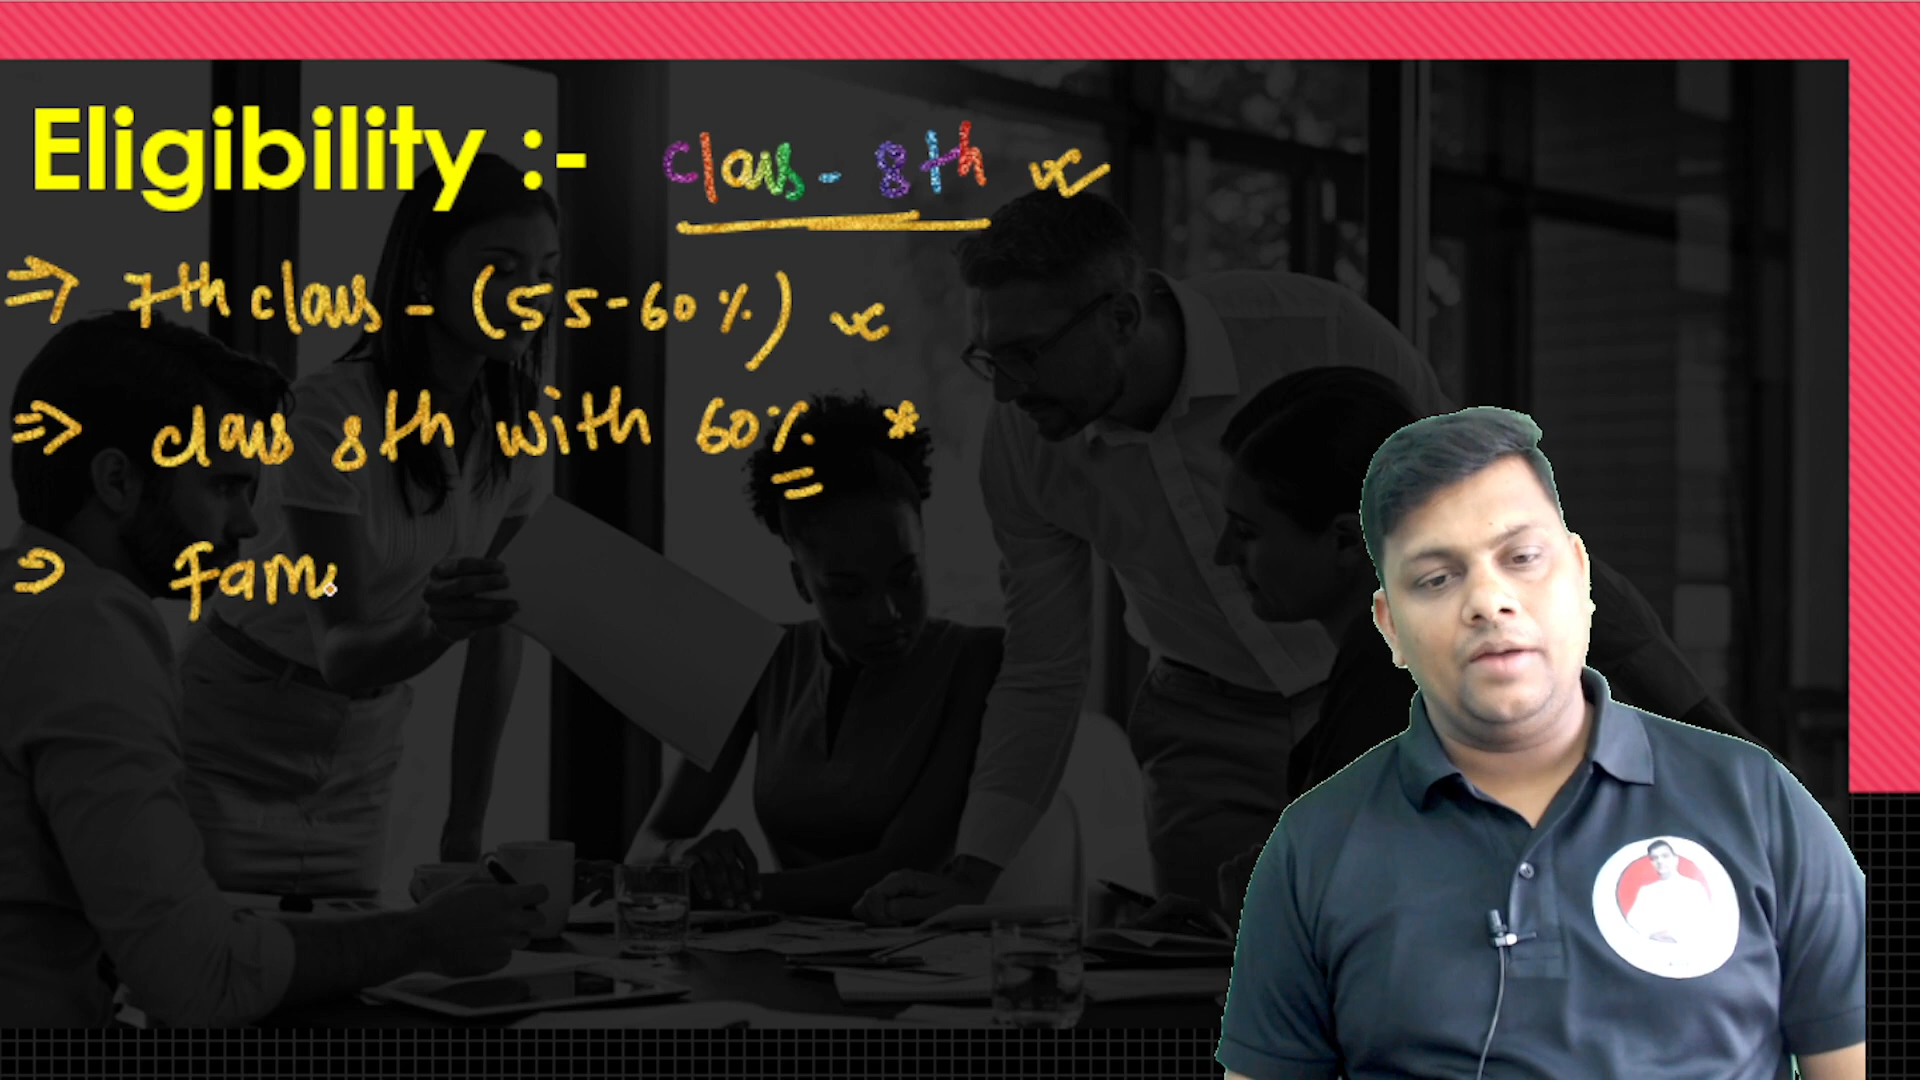 Eligibility :- class - 8th
⇒ 7th class - (55-60%)
⇒ class 8th with 60% *
⇒ Fam